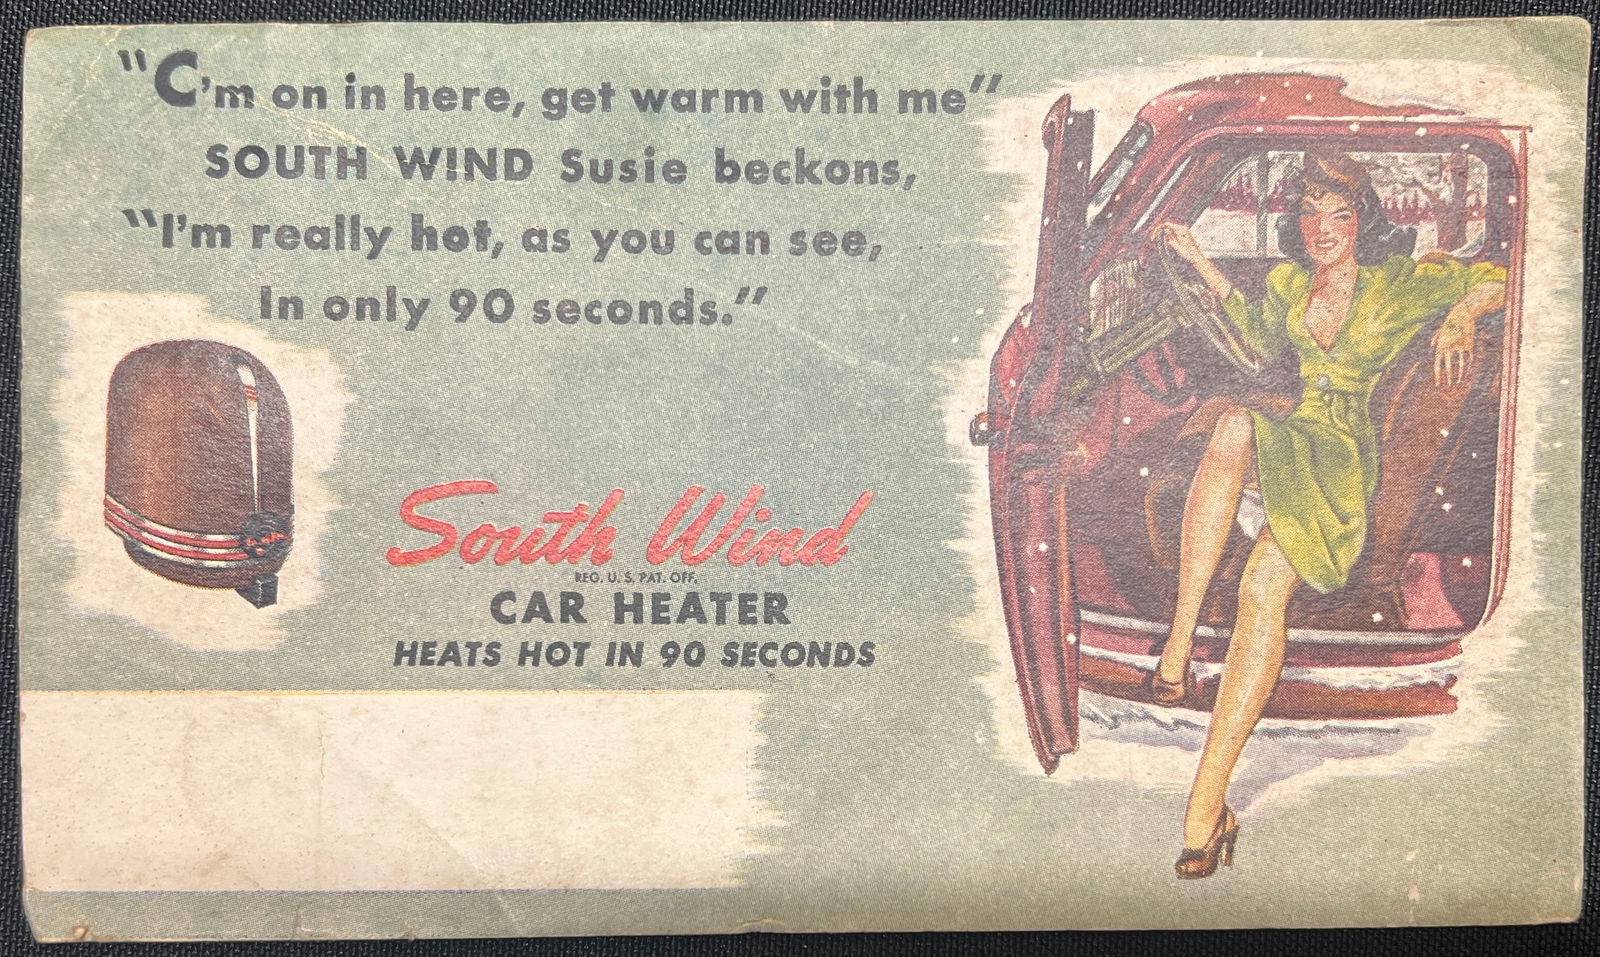 "C'm on in here, get warm with me"
SOUTH WIND Susie beckons,
"I'm really hot, as you can see,
In only 90 seconds."
South Wind
REG. U. S. PAT. OFF.
CAR HEATER
HEATS HOT IN 90 SECONDS